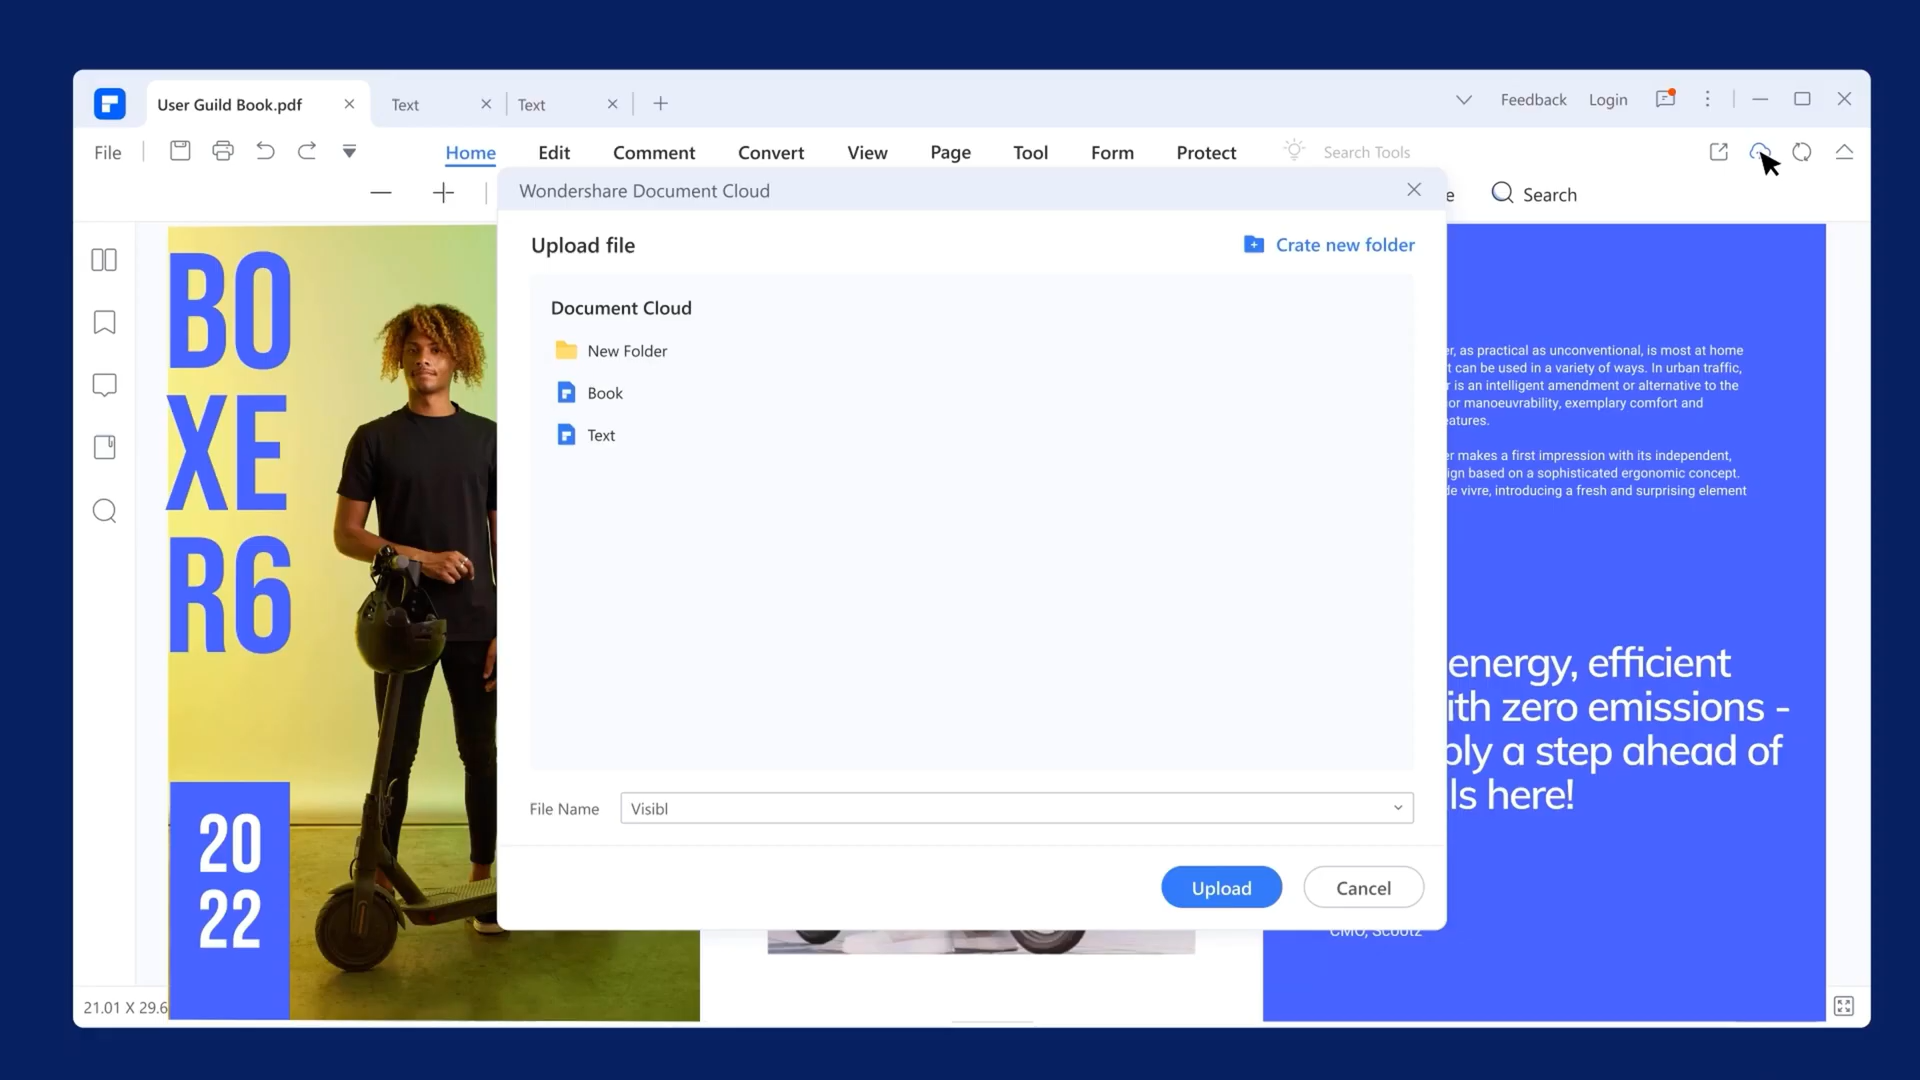 User Guild Book.pdf
Text
Text
Feedback
Login
File
Home
Edit
Comment
Convert
View
Page
Tool
Form
Protect
Search Tools
Wondershare Document Cloud
e
Search
Upload file
Crate new folder
Document Cloud
New Folder
Book
Text
File Name
Visibl
Upload
Cancel
BO
XE
R6
20
22
r, as practical as unconventional, is most at home
t can be used in a variety of ways. In urban traffic,
r is an intelligent amendment or alternative to the
or manoeuvrability, exemplary comfort and
eatures.
er makes a first impression with its independent,
ign based on a sophisticated ergonomic concept.
de vivre, introducing a fresh and surprising element
energy, efficient
ith zero emissions -
ply a step ahead of
ls here!
CMO, Scootz
21.01 X 29.6